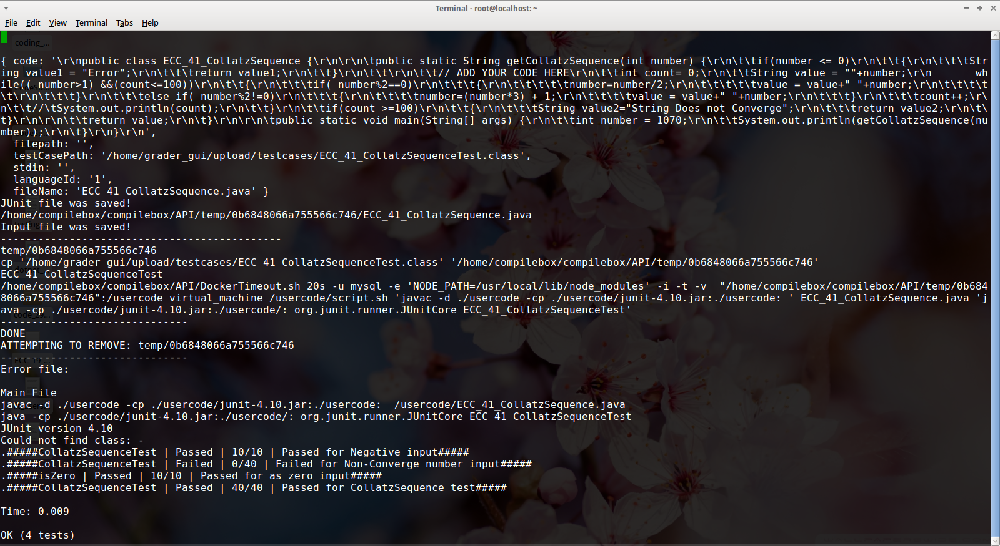 Terminal - root@localhost: ~
File Edit View Terminal Tabs Help
coding_...
{ code: '\r\npublic class ECC_41_CollatzSequence {\r\n\r\n\tpublic static String getCollatzSequence(int number) {\r\n\t\tif(number <= 0)\r\n\t\t{\r\n\t\t\tStr
ing value1 = "Error";\r\n\t\t\treturn value1;\r\n\t\t}\r\n\t\t\r\n\t\t// ADD YOUR CODE HERE\r\n\t\tint count= 0;\r\n\t\tString value = ""+number;\r\n       wh
ile(( number>1) &&(count<=100))\r\n\t\t{\r\n\t\t\tif( number%2==0)\r\n\t\t\t{\r\n\t\t\t\t\tnumber=number/2;\r\n\t\t\t\t\tvalue = value+" "+number;\r\n\t\t\t\t
\t\r\n\t\t\t}\r\n\t\t\telse if( number%2!=0)\r\n\t\t\t{\r\n\t\t\t\tnumber=(number*3) + 1;\r\n\t\t\t\tvalue = value+" "+number;\r\n\t\t\t}\r\n\t\t\tcount++;\r\
n\t\t//\tSystem.out.println(count);\r\n\t\t}\r\n\t\tif(count >=100)\r\n\t\t{\r\n\t\t\tString value2="String Does not Converge";\r\n\t\t\treturn value2;\r\n\t\
t}\r\n\r\n\t\treturn value;\r\n\t}\r\n\r\n\tpublic static void main(String[] args) {\r\n\t\tint number = 1070;\r\n\t\tSystem.out.println(getCollatzSequence(nu
mber));\r\n\t}\r\n}\r\n',
filepath: '',
testCasePath: '/home/grader_gui/upload/testcases/ECC_41_CollatzSequenceTest.class',
stdin: '',
languageId: '1',
fileName: 'ECC_41_CollatzSequence.java' }
JUnit file was saved!
/home/compilebox/compilebox/API/temp/0b6848066a755566c746/ECC_41_CollatzSequence.java
Input file was saved!
---------------------------------------------
temp/0b6848066a755566c746
cp '/home/grader_gui/upload/testcases/ECC_41_CollatzSequenceTest.class' '/home/compilebox/compilebox/API/temp/0b6848066a755566c746'
ECC_41_CollatzSequenceTest
/home/compilebox/compilebox/API/DockerTimeout.sh 20s -u mysql -e 'NODE_PATH=/usr/local/lib/node_modules' -i -t -v  "/home/compilebox/compilebox/API/temp/0b684
8066a755566c746":/usercode virtual_machine /usercode/script.sh 'javac -d ./usercode -cp ./usercode/junit-4.10.jar:./usercode: ' ECC_41_CollatzSequence.java 'j
ava -cp ./usercode/junit-4.10.jar:./usercode/: org.junit.runner.JUnitCore ECC_41_CollatzSequenceTest'
code_25...
------------------------------
DONE
ATTEMPTING TO REMOVE: temp/0b6848066a755566c746
------------------------------
ECC_19_...
Error file:
Main File
javac -d ./usercode -cp ./usercode/junit-4.10.jar:./usercode:  /usercode/ECC_41_CollatzSequence.java
java -cp ./usercode/junit-4.10.jar:./usercode/: org.junit.runner.JUnitCore ECC_41_CollatzSequenceTest
JUnit version 4.10
Could not find class: -
.#####CollatzSequenceTest | Passed | 10/10 | Passed for Negative input#####
.#####CollatzSequenceTest | Failed | 0/40 | Failed for Non-Converge number input#####
.#####isZero | Passed | 10/10 | Passed for as zero input#####
.#####CollatzSequenceTest | Passed | 40/40 | Passed for CollatzSequence test#####
Time: 0.009
OK (4 tests)